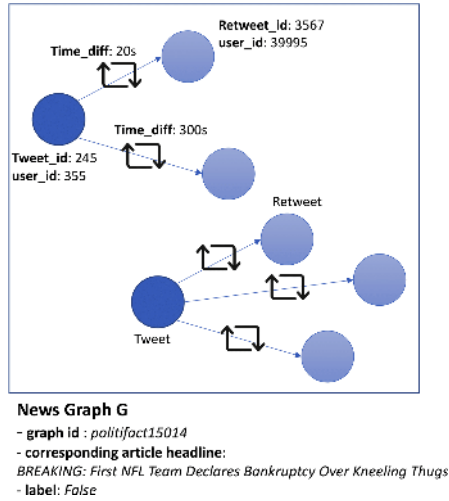 Retweet_id: 3567
user_id: 39995
Time_diff: 20s
Time_diff: 300s
Tweet_id: 245
user_id: 355
Retweet
Tweet
News Graph G
- graph id : politifact15014
- corresponding article headline:
BREAKING: First NFL Team Declares Bankruptcy Over Kneeling Thugs
- label: False